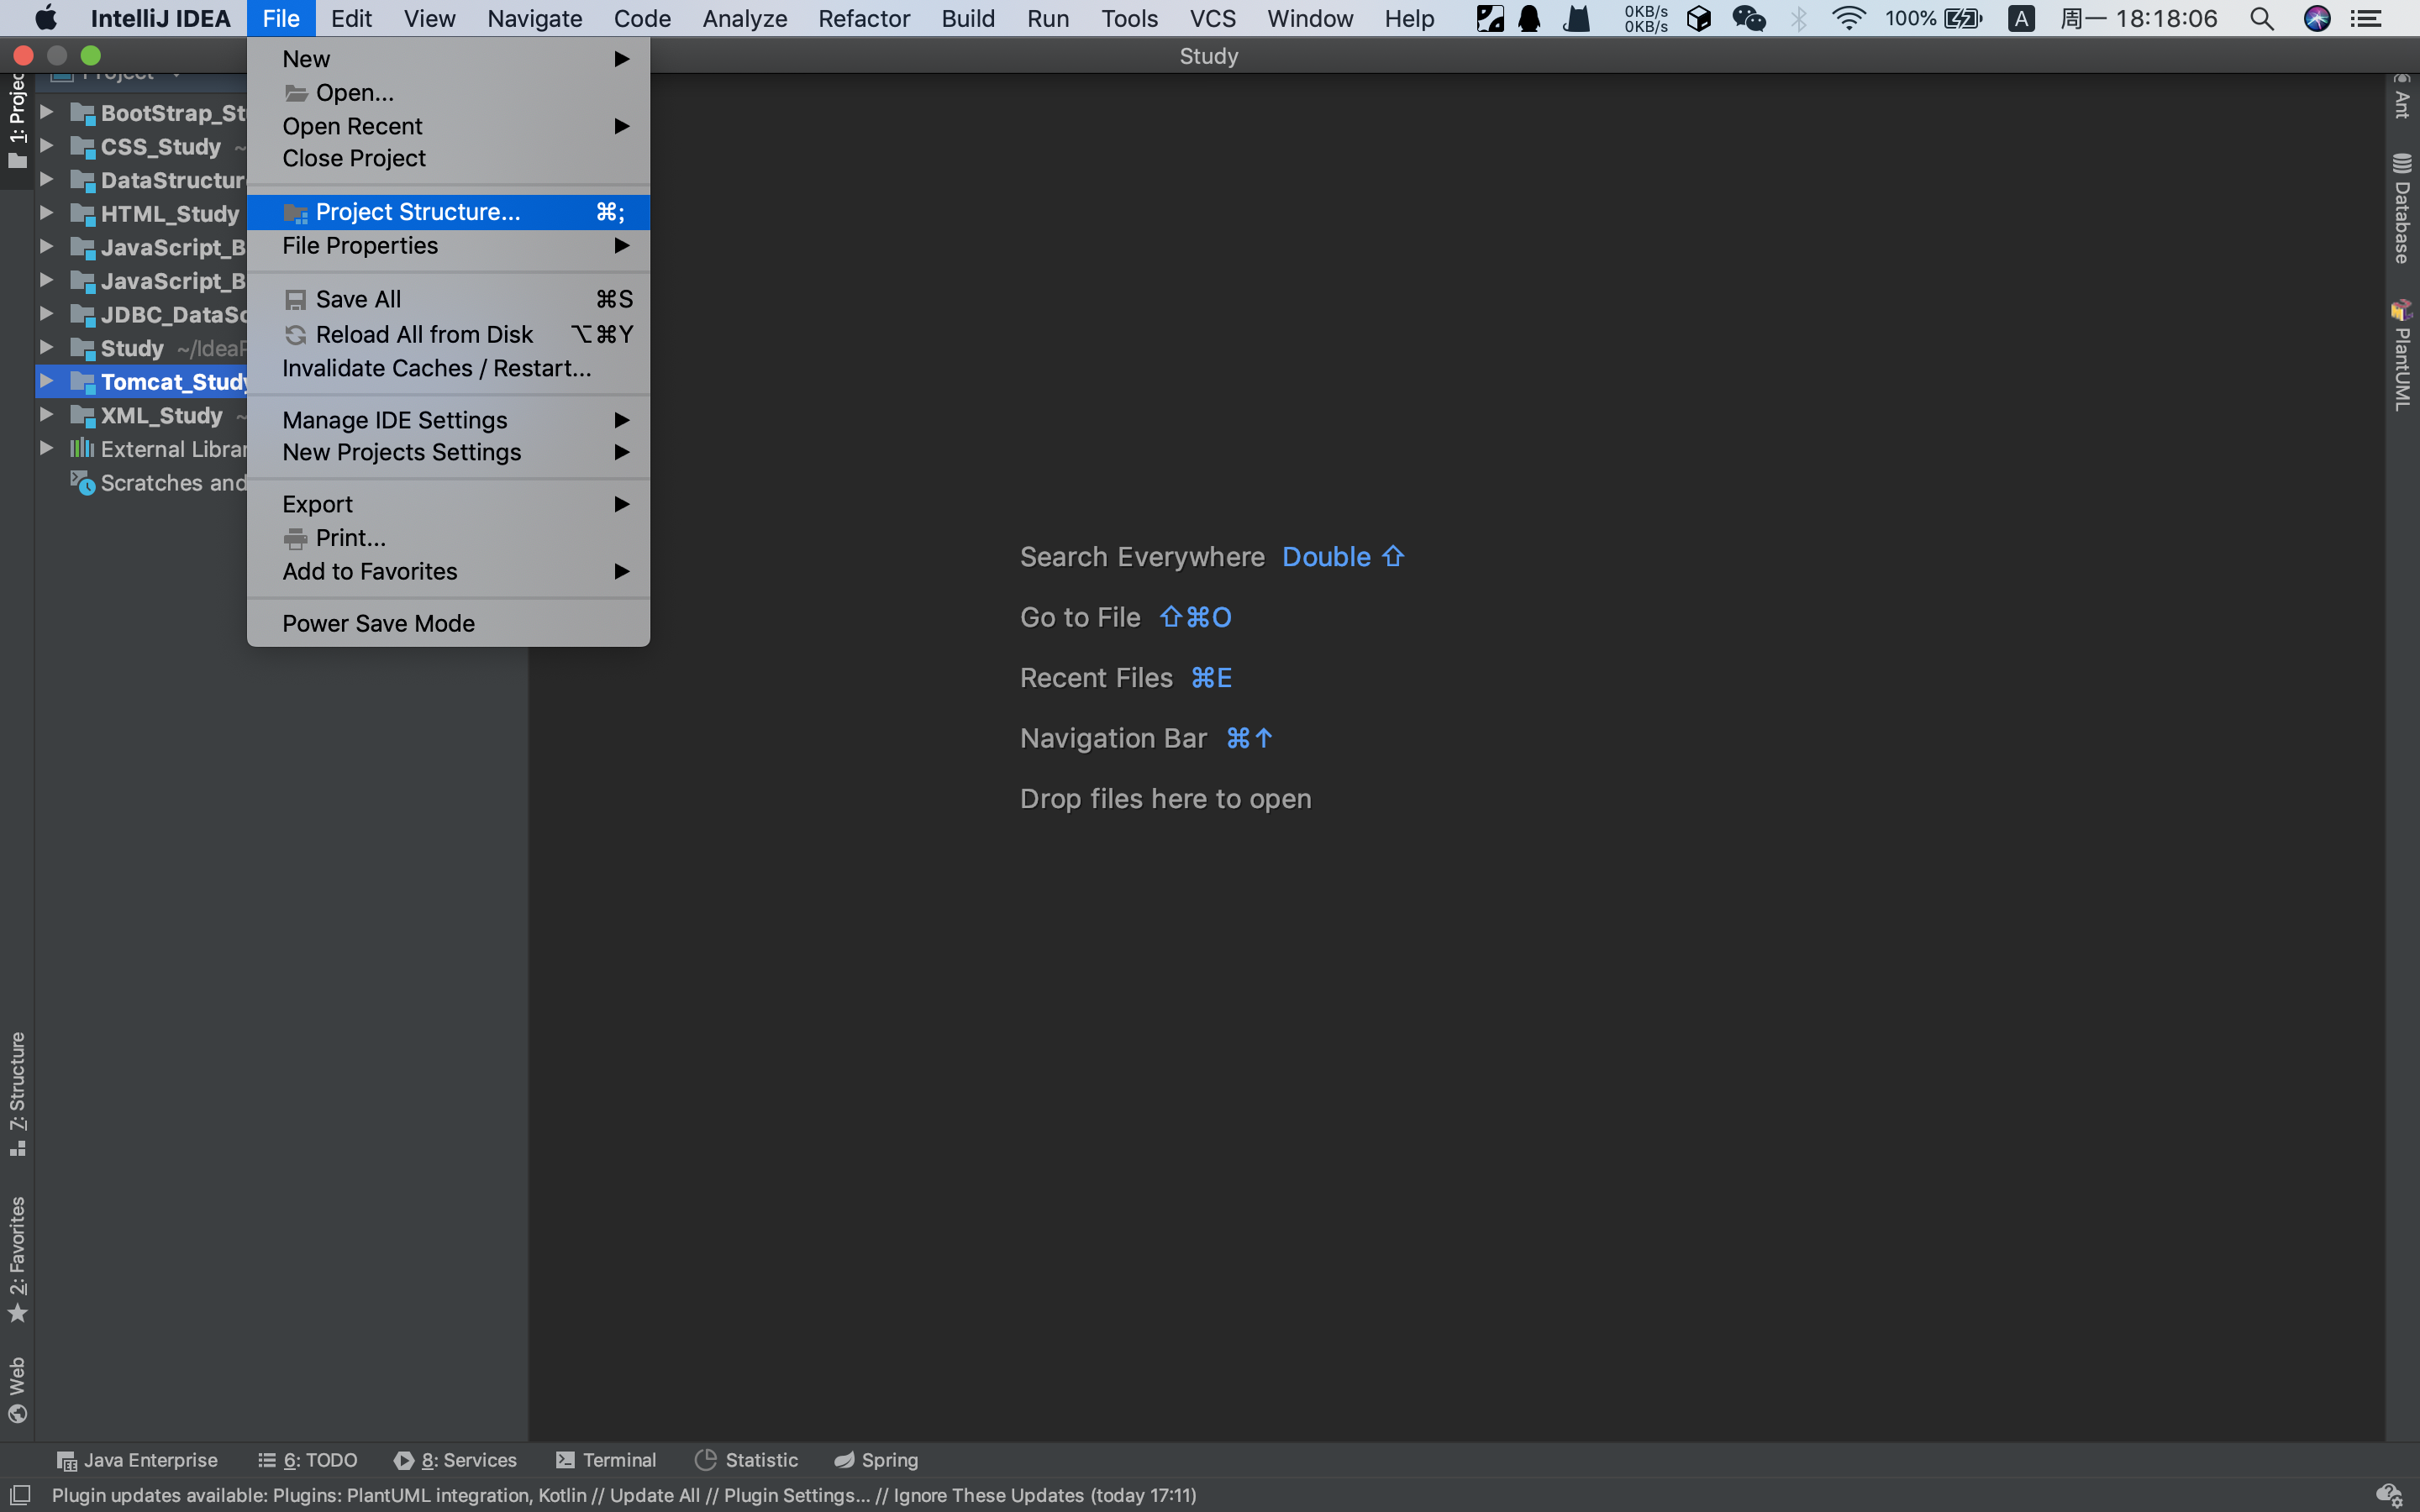 IntelliJ IDEA File Edit View Navigate Code Analyze Refactor Build Run Tools VCS Window Help 0KB/s 0KB/s 100% A 周一 18:18:06
Study
Project
1: Project
BootStrap_St
CSS_Study ~
DataStructur
HTML_Study
JavaScript_B
JavaScript_B
JDBC_DataSc
Study ~/IdeaP
Tomcat_Study
XML_Study ~
External Librar
Scratches and
New
Open...
Open Recent
Close Project
Project Structure... ⌘;
File Properties
Save All ⌘S
Reload All from Disk ⌥⌘Y
Invalidate Caches / Restart...
Manage IDE Settings
New Projects Settings
Export
Print...
Add to Favorites
Power Save Mode
Search Everywhere Double ⇧
Go to File ⇧⌘O
Recent Files ⌘E
Navigation Bar ⌘↑
Drop files here to open
Ant
Database
PlantUML
7: Structure
2: Favorites
Web
Java Enterprise 6: TODO 8: Services Terminal Statistic Spring
Plugin updates available: Plugins: PlantUML integration, Kotlin // Update All // Plugin Settings... // Ignore These Updates (today 17:11)